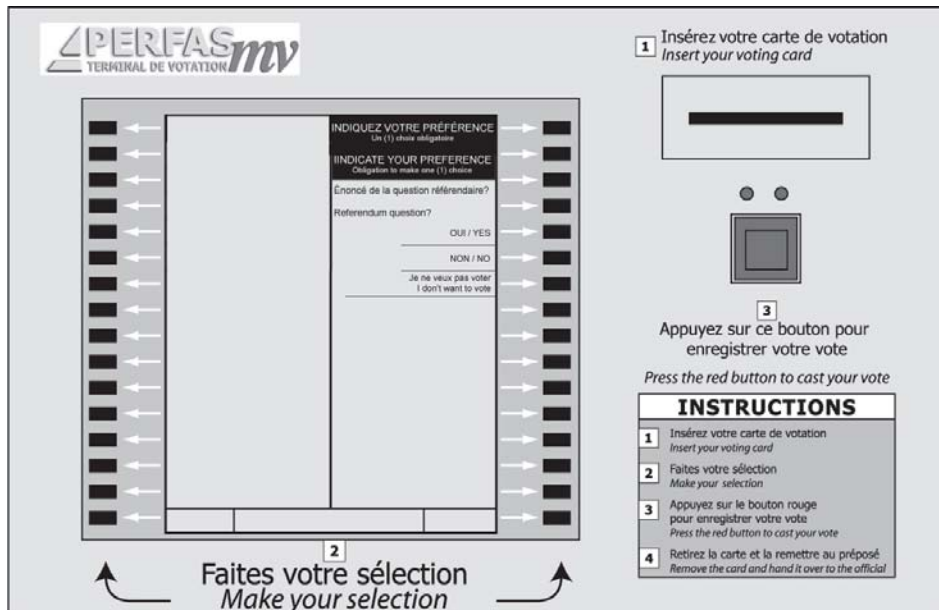 PERFAS mv
TERMINAL DE VOTATION
1 Insérez votre carte de votation
Insert your voting card
INDIQUEZ VOTRE PRÉFÉRENCE
Un (1) choix obligatoire
IINDICATE YOUR PREFERENCE
Obligation to make one (1) choice
Énoncé de la question référendaire?
Referendum question?
OUI / YES
NON / NO
Je ne veux pas voter
I don't want to vote
2
Faites votre sélection
Make your selection
3
Appuyez sur ce bouton pour
enregistrer votre vote
Press the red button to cast your vote
INSTRUCTIONS
1 Insérez votre carte de votation
Insert your voting card
2 Faites votre sélection
Make your selection
3 Appuyez sur le bouton rouge
pour enregistrer votre vote
Press the red button to cast your vote
4 Retirez la carte et la remettre au préposé
Remove the card and hand it over to the official